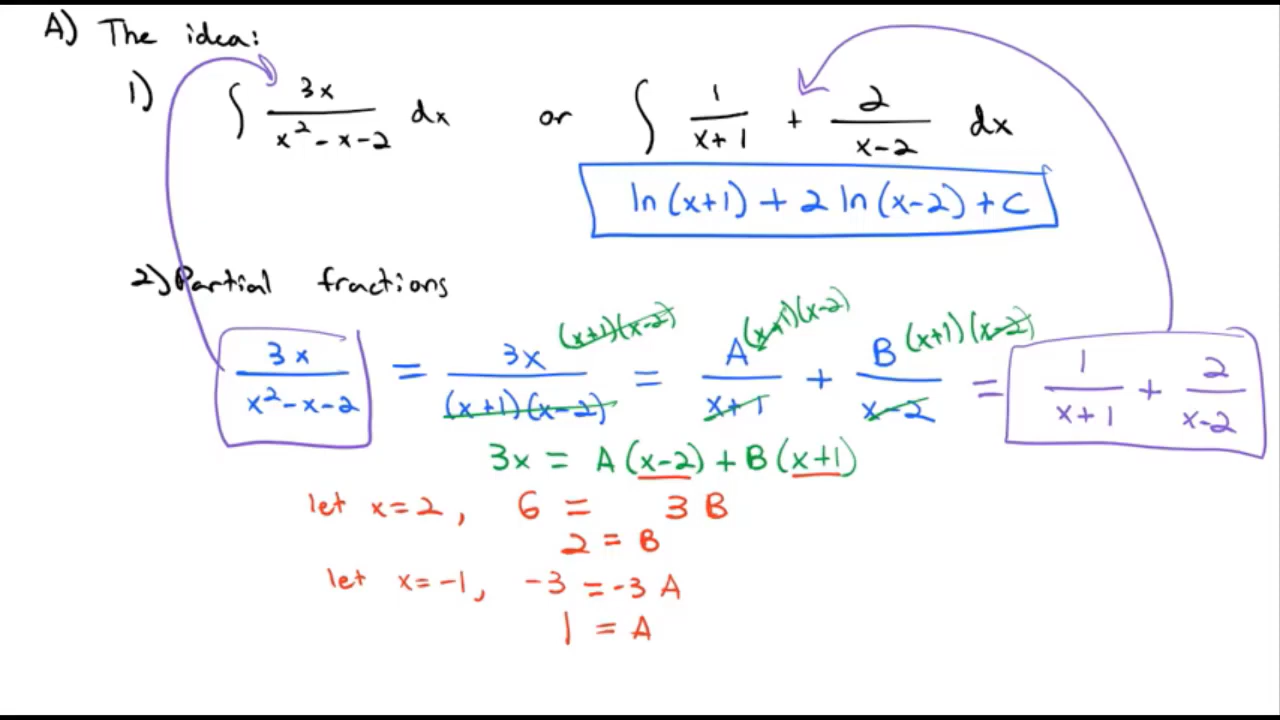 A) The idea:
1) ∫ 3x/(x² - x - 2) dx or ∫ 1/(x+1) + 2/(x-2) dx
ln(x+1) + 2 ln(x-2) + C
2) Partial fractions
3x/(x² - x - 2) = 3x/((x+1)(x-2)) (x+1)(x-2) = A/(x+1) (x+1)(x-2) + B/(x-2) (x+1)(x-2) = 1/(x+1) + 2/(x-2)
3x = A(x-2) + B(x+1)
let x=2, 6 = 3B
2 = B
let x=-1, -3 = -3A
1 = A